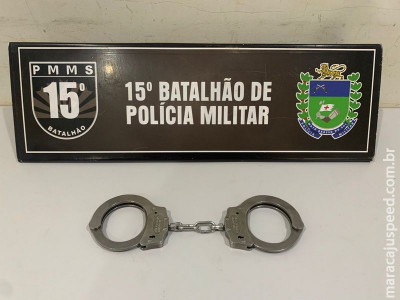 PMMS
15º
BATALHÃO
15º BATALHÃO DE
POLÍCIA MILITAR
maracajuspeed.com.br